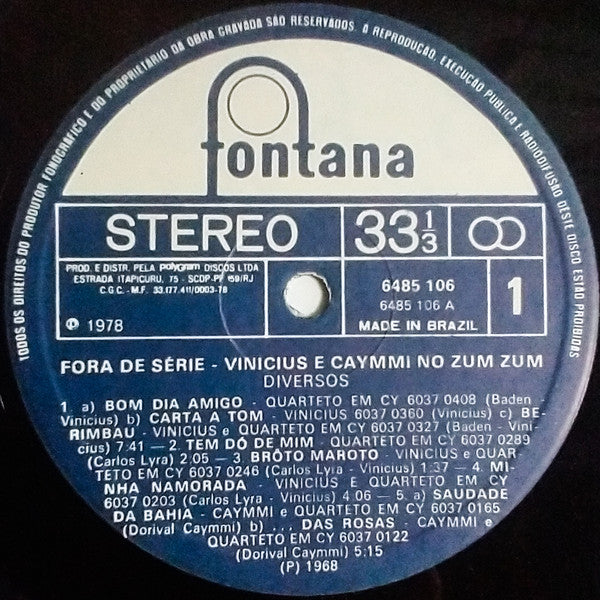 TODOS OS DIREITOS DO PRODUTOR FONOGRÁFICO E DO PROPRIETÁRIO DA OBRA GRAVADA SÃO RESERVADOS. A REPRODUÇÃO, EXECUÇÃO PÚBLICA E RADIODIFUSÃO DESTE DISCO ESTÃO PROIBIDAS
fontana
STEREO
33 1/3
PROD. E DISTR. PELA PolyGram DISCOS LTDA
ESTRADA ITAPICURU, 75 - SCDP-PF 159/RJ
C.G.C. - M.F. 33.177.411/0003-78
℗ 1978
6485 106
6485 106 A
MADE IN BRAZIL
1
FORA DE SÉRIE - VINICIUS E CAYMMI NO ZUM ZUM
DIVERSOS
1 a) BOM DIA AMIGO - QUARTETO EM CY 6037 0408 (Baden -
Vinicius) b) CARTA A TOM - VINICIUS 6037 0360 (Vinicius) c) BE-
RIMBAU - VINICIUS e QUARTETO EM CY 6037 0327 (Baden - Vini-
cius) 7:41 — 2. TEM DÓ DE MIM - QUARTETO EM CY 6037 0289
(Carlos Lyra) 2:05 — 3. BRÔTO MAROTO - VINICIUS e QUAR-
TETO EM CY 6037 0246 (Carlos Lyra - Vinicius) 1:37 — 4. MI-
NHA NAMORADA - VINICIUS E QUARTETO EM CY
6037 0203 (Carlos Lyra - Vinicius) 4:06 — 5. a) SAUDADE
DA BAHIA - CAYMMI e QUARTETO EM CY 6037 0165
(Dorival Caymmi) b) ... DAS ROSAS - CAYMMI e
QUARTETO EM CY 6037 0122
(Dorival Caymmi) 5:15
(P) 1968